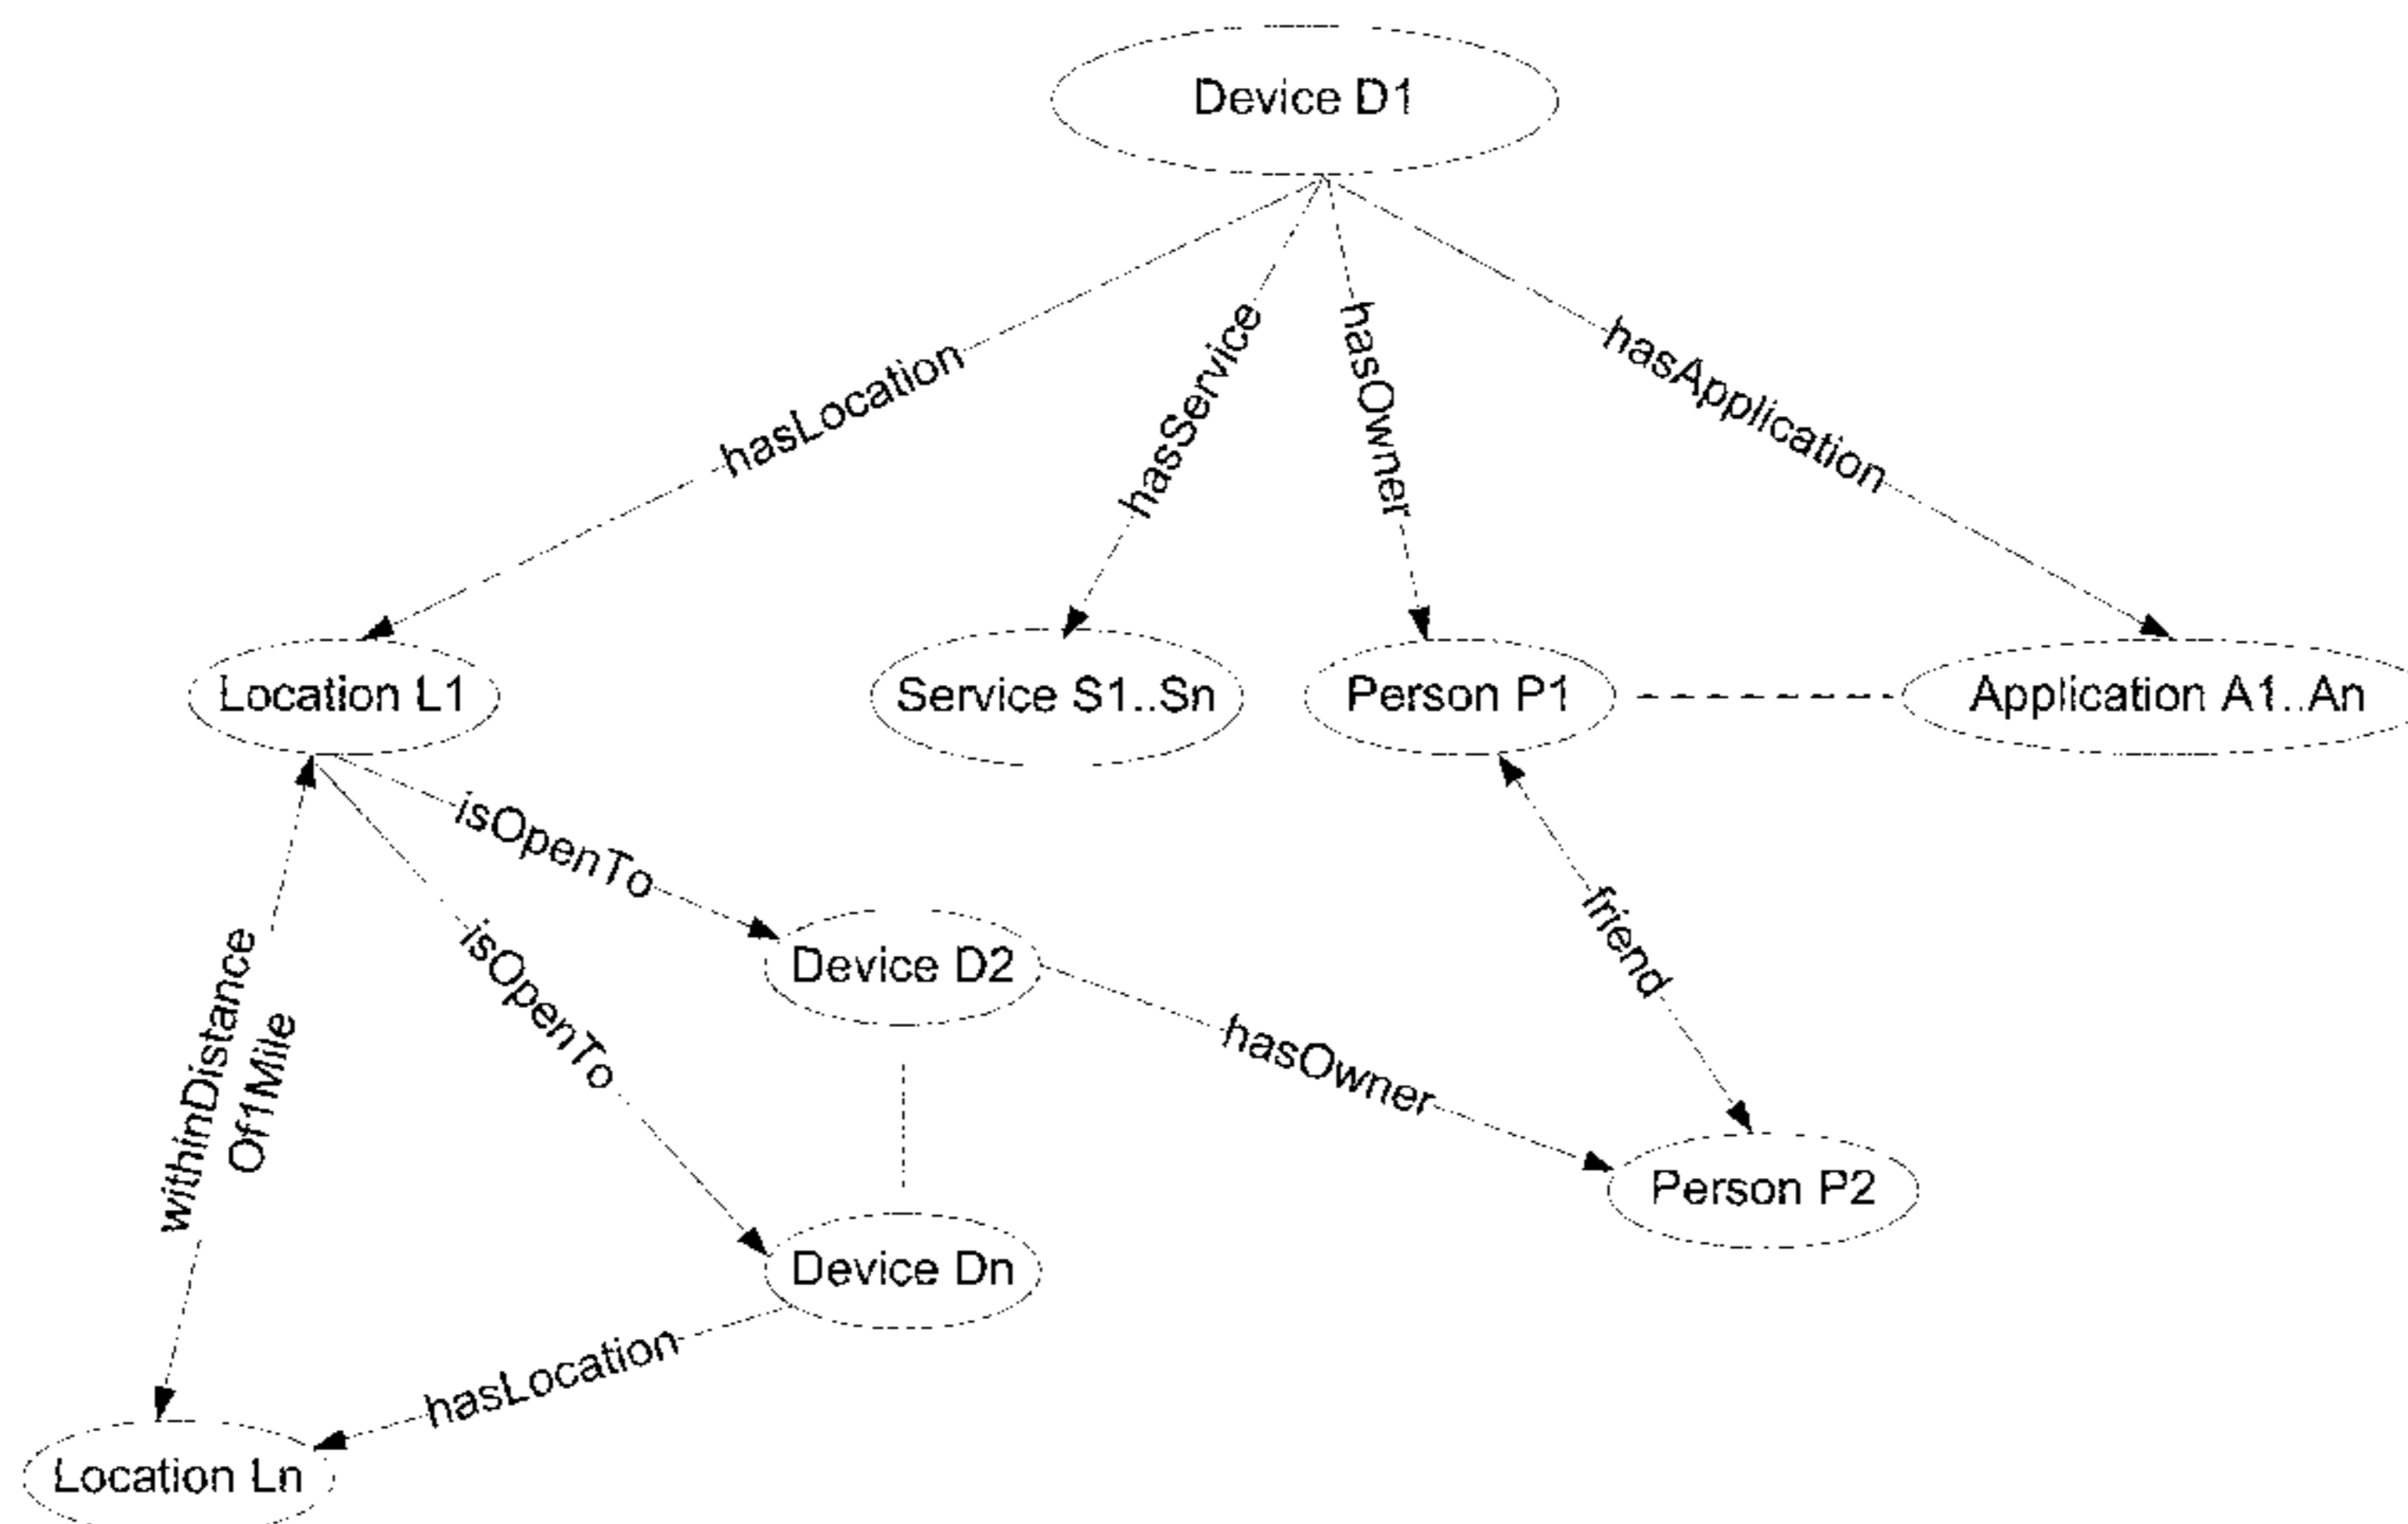 Device D1
hasLocation
hasService
hasOwner
hasApplication
Location L1
Service S1..Sn
Person P1
Application A1..An
isOpenTo
isOpenTo
friend
withinDistance
Of1Mile
Device D2
hasOwner
Person P2
Device Dn
hasLocation
Location Ln